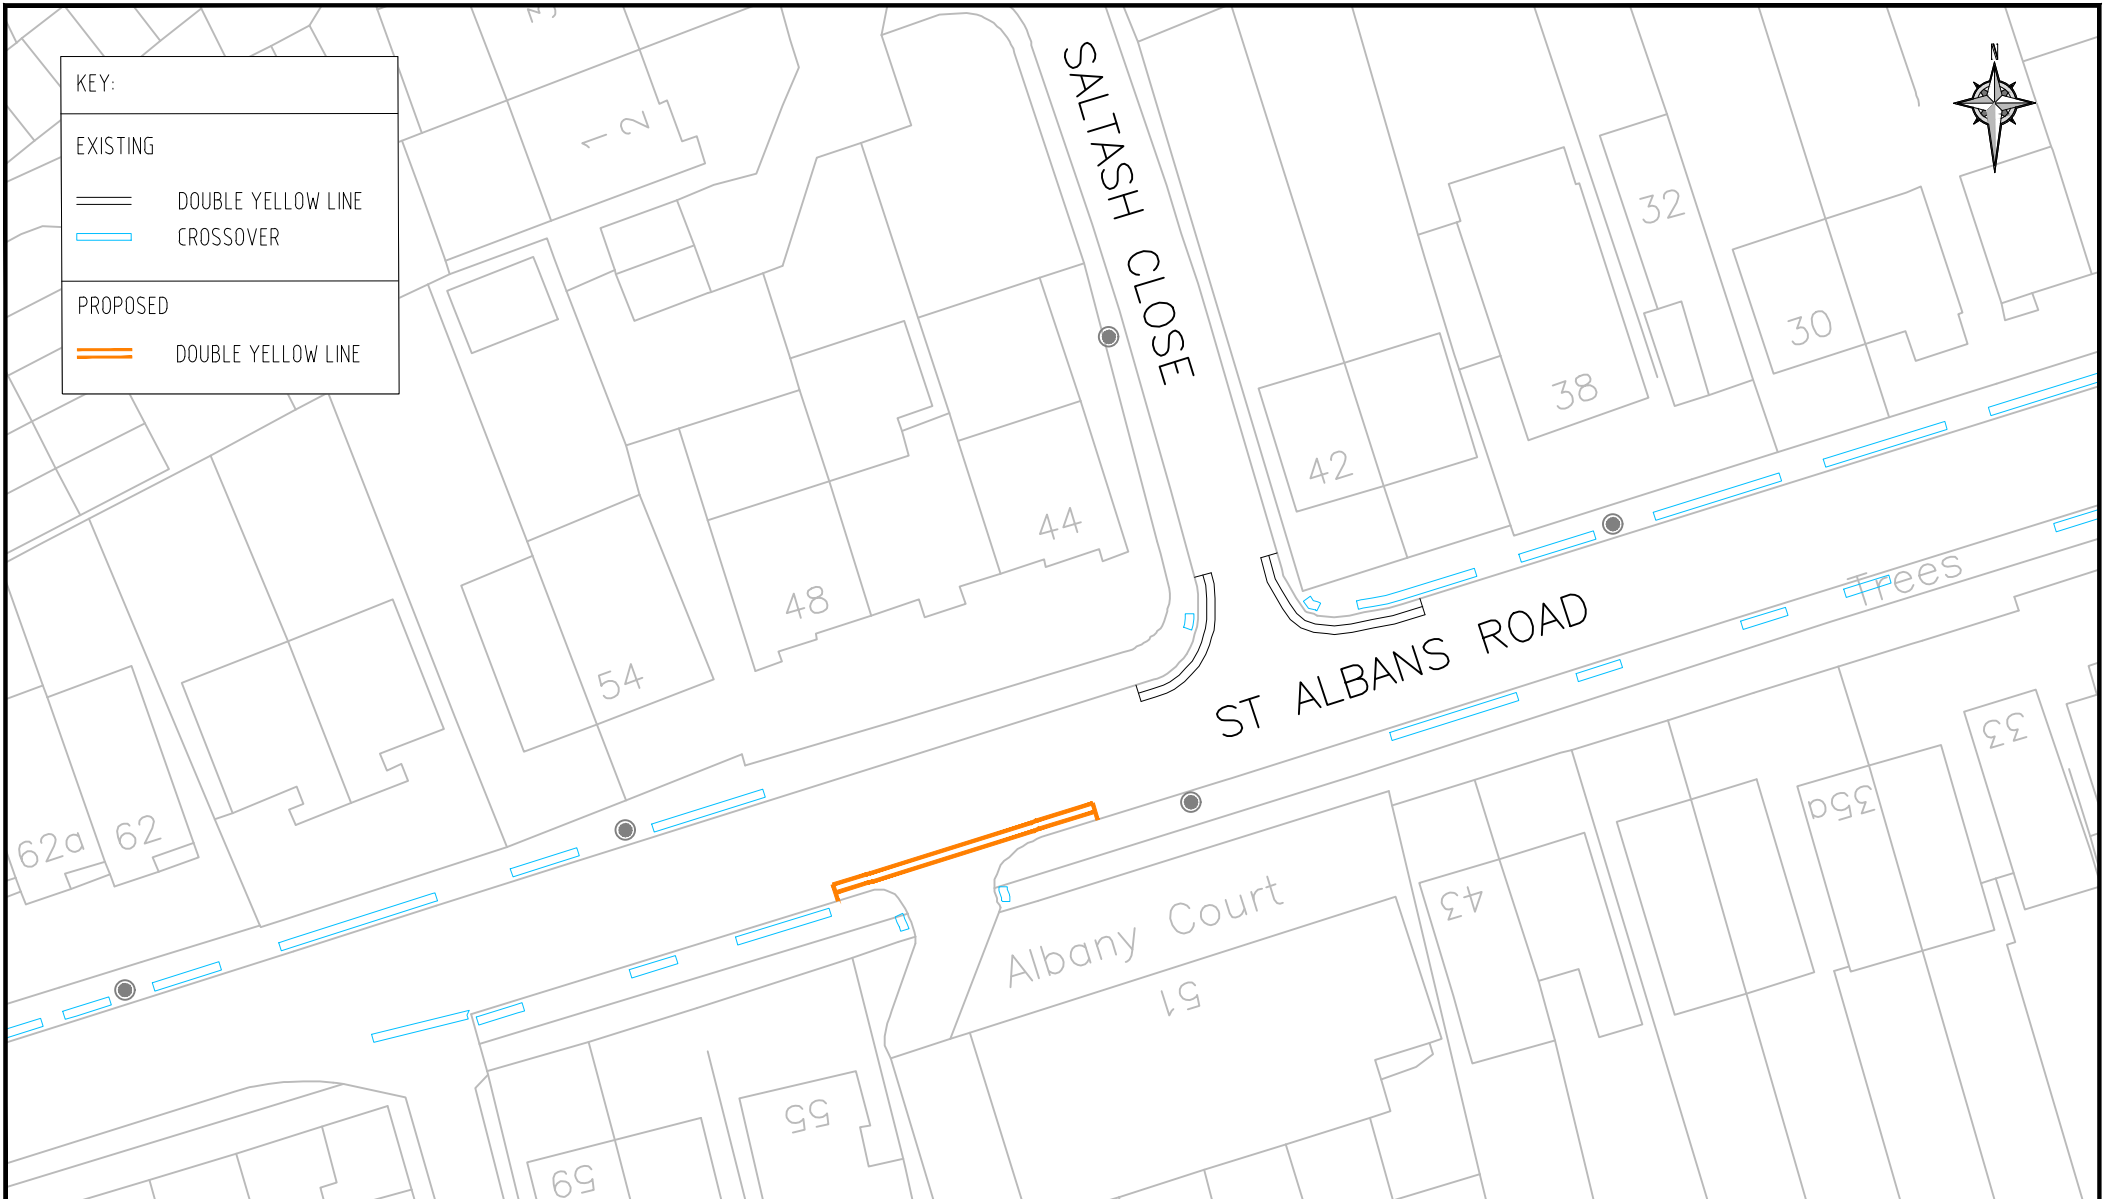 KEY:
EXISTING
DOUBLE YELLOW LINE
CROSSOVER
PROPOSED
DOUBLE YELLOW LINE
N
3
1
2
SALTASH CLOSE
32
30
38
42
44
48
54
62
62a
ST ALBANS ROAD
Trees
33
35a
43
Albany Court
51
55
59